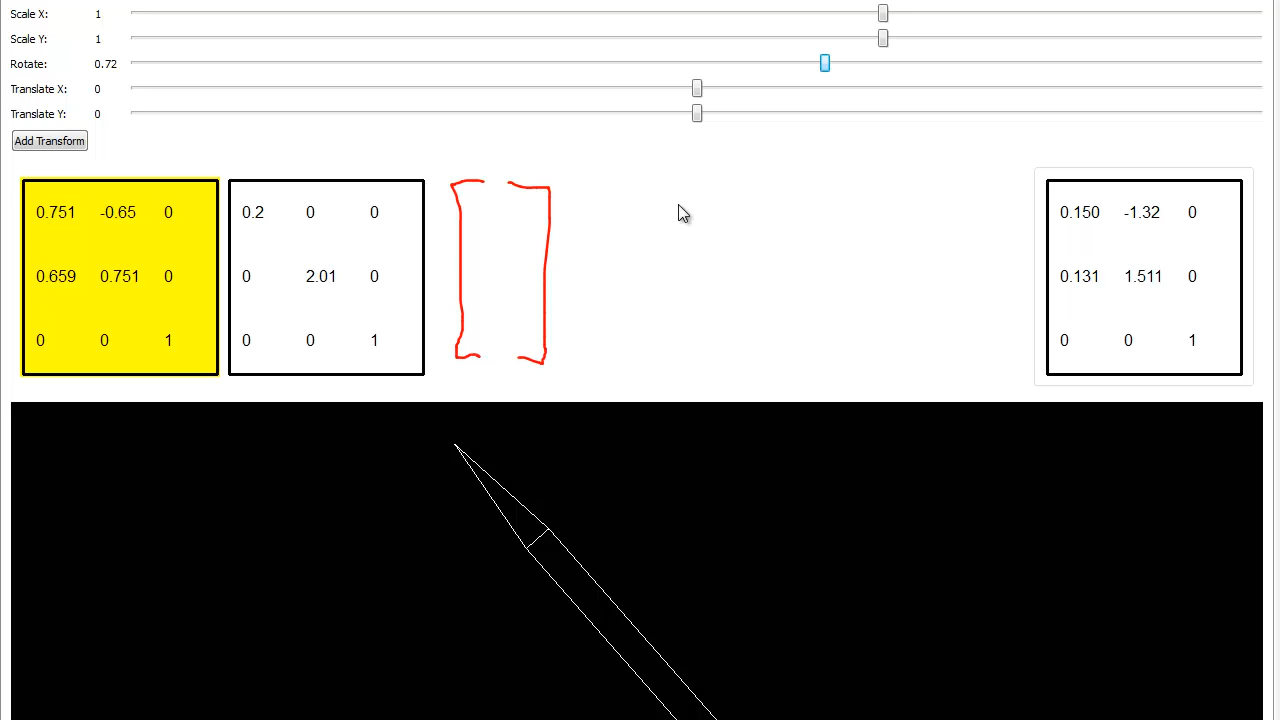 Scale X: 1
Scale Y: 1
Rotate: 0.72
Translate X: 0
Translate Y: 0
Add Transform
0.751 -0.65 0 0.2 0 0 0.150 -1.32 0
0.659 0.751 0 0 2.01 0 0.131 1.511 0
0 0 1 0 0 1 0 0 1